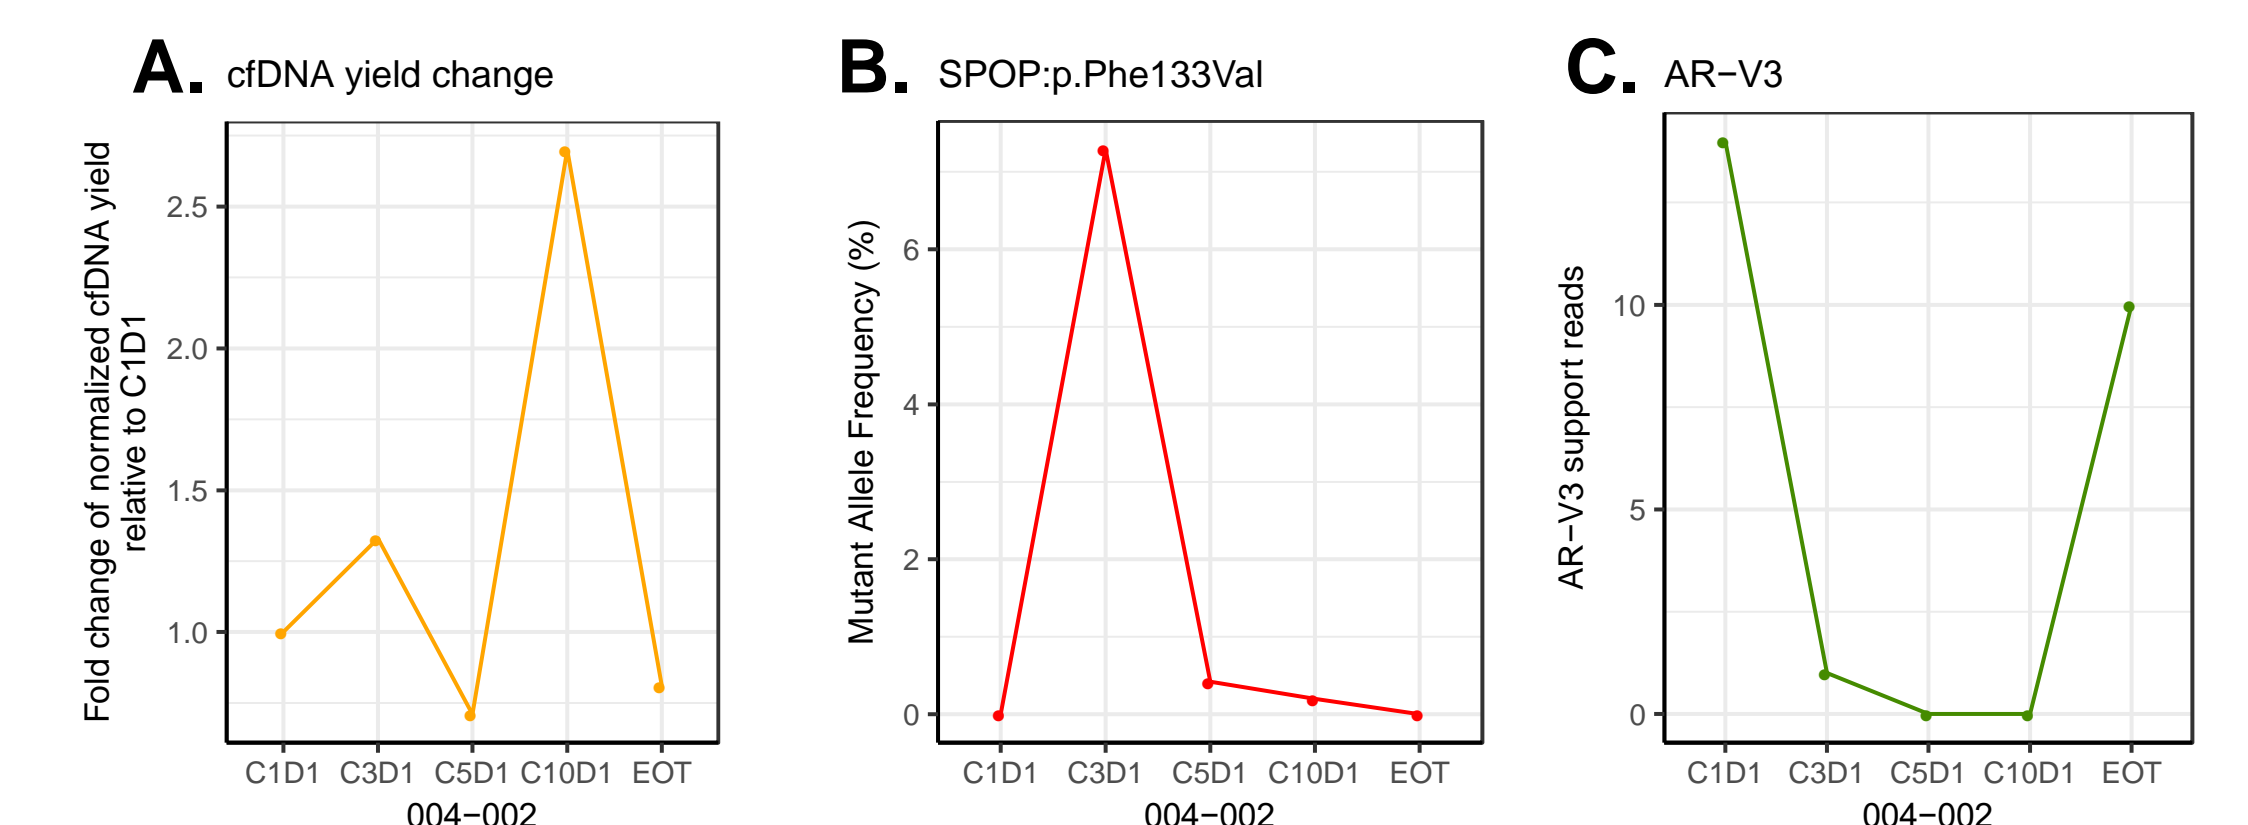 A. cfDNA yield change
Fold change of normalized cfDNA yield
relative to C1D1
2.5
2.0
1.5
1.0
C1D1 C3D1 C5D1 C10D1 EOT
004−002
B. SPOP:p.Phe133Val
Mutant Allele Frequency (%)
6
4
2
0
C1D1 C3D1 C5D1 C10D1 EOT
004−002
C. AR−V3
AR−V3 support reads
10
5
0
C1D1 C3D1 C5D1 C10D1 EOT
004−002